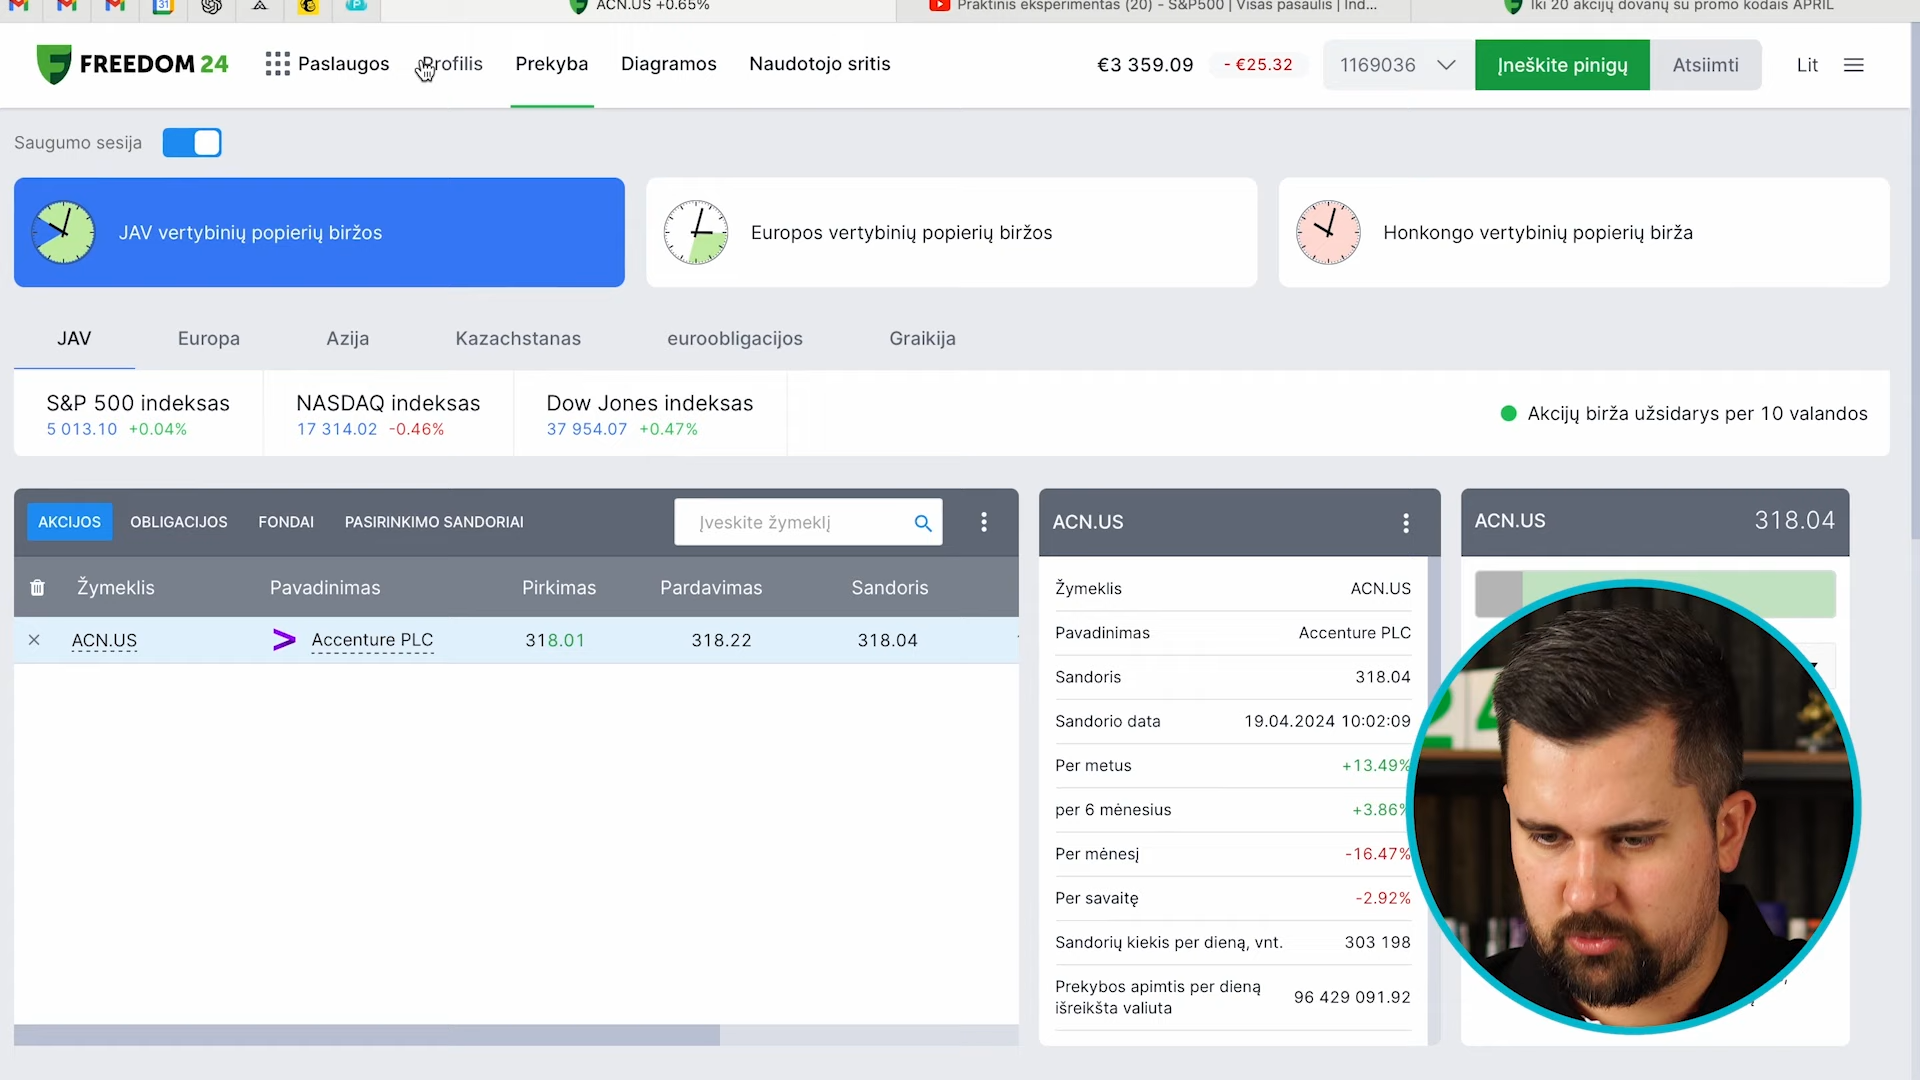 ACN.US +0.65%
Praktinis eksperimentas (20) - S&P500 | Visas pasaulis | Ind...
Iki 20 akcijų dovanų su promo kodais APRIL
FREEDOM 24
Paslaugos
Profilis
Prekyba
Diagramos
Naudotojo sritis
€3 359.09
- €25.32
1169036
Įneškite pinigų
Atsiimti
Lit
Saugumo sesija
JAV vertybinių popierių biržos
Europos vertybinių popierių biržos
Honkongo vertybinių popierių birža
JAV
Europa
Azija
Kazachstanas
euroobligacijos
Graikija
S&P 500 indeksas
5 013.10 +0.04%
NASDAQ indeksas
17 314.02 -0.46%
Dow Jones indeksas
37 954.07 +0.47%
Akcijų birža užsidarys per 10 valandos
AKCIJOS
OBLIGACIJOS
FONDAI
PASIRINKIMO SANDORIAI
Įveskite žymeklį
Žymeklis
Pavadinimas
Pirkimas
Pardavimas
Sandoris
ACN.US
Accenture PLC
318.01
318.22
318.04
ACN.US
Žymeklis ACN.US
Pavadinimas Accenture PLC
Sandoris 318.04
Sandorio data 19.04.2024 10:02:09
Per metus +13.49%
per 6 mėnesius +3.86%
Per mėnesį -16.47%
Per savaitę -2.92%
Sandorių kiekis per dieną, vnt. 303 198
Prekybos apimtis per dieną
išreikšta valiuta 96 429 091.92
ACN.US 318.04